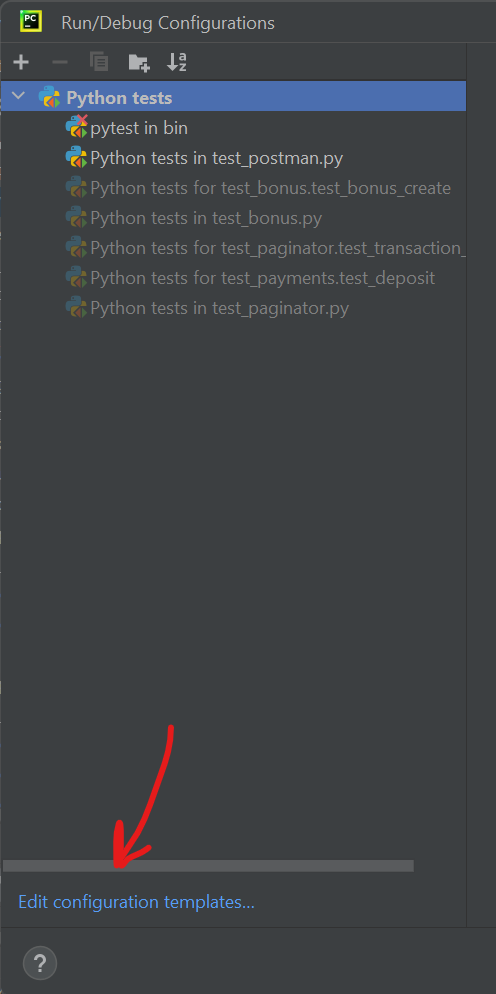 PC
Run/Debug Configurations
a
z
Python tests
pytest in bin
Python tests in test_postman.py
Python tests for test_bonus.test_bonus_create
Python tests in test_bonus.py
Python tests for test_paginator.test_transaction_
Python tests for test_payments.test_deposit
Python tests in test_paginator.py
Edit configuration templates...
?